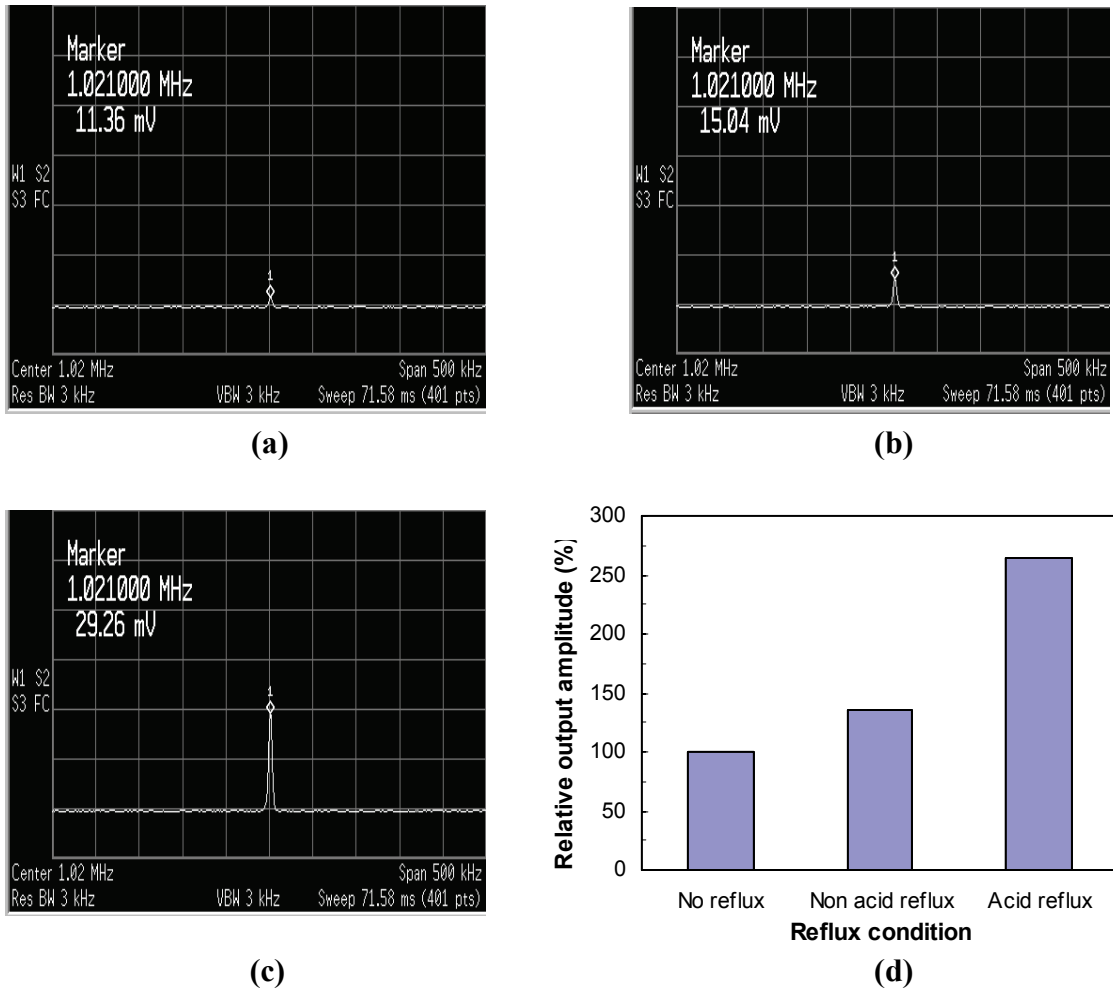 Marker
1.021000 MHz
11.36 mV
W1 S2
S3 FC
1
Center 1.02 MHz
Span 500 kHz
Res BW 3 kHz
VBW 3 kHz
Sweep 71.58 ms (401 pts)
(a)
Marker
1.021000 MHz
15.04 mV
W1 S2
S3 FC
1
Center 1.02 MHz
Span 500 kHz
Res BW 3 kHz
VBW 3 kHz
Sweep 71.58 ms (401 pts)
(b)
Marker
1.021000 MHz
29.26 mV
W1 S2
S3 FC
1
Center 1.02 MHz
Span 500 kHz
Res BW 3 kHz
VBW 3 kHz
Sweep 71.58 ms (401 pts)
(c)
Relative output amplitude (%)
300
250
200
150
100
50
0
No reflux
Non acid reflux
Acid reflux
Reflux condition
(d)